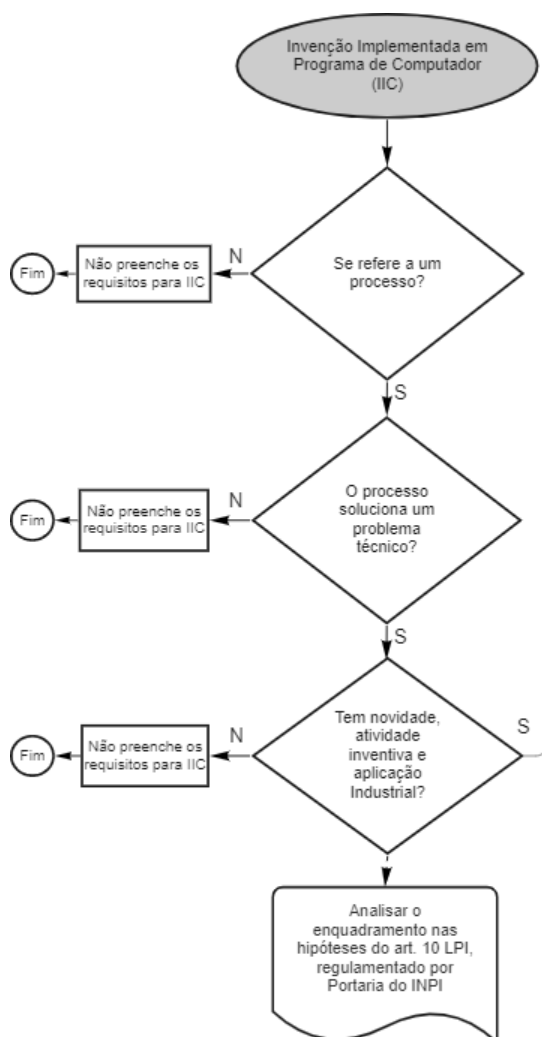 Invenção Implementada em
Programa de Computador
(IIC)
Se refere a um
processo?
N
Não preenche os
requisitos para IIC
Fim
S
O processo
soluciona um
problema
técnico?
N
Não preenche os
requisitos para IIC
Fim
S
Tem novidade,
atividade
inventiva e
aplicação
Industrial?
N
S
Não preenche os
requisitos para IIC
Fim
Analisar o
enquadramento nas
hipóteses do art. 10 LPI,
regulamentado por
Portaria do INPI